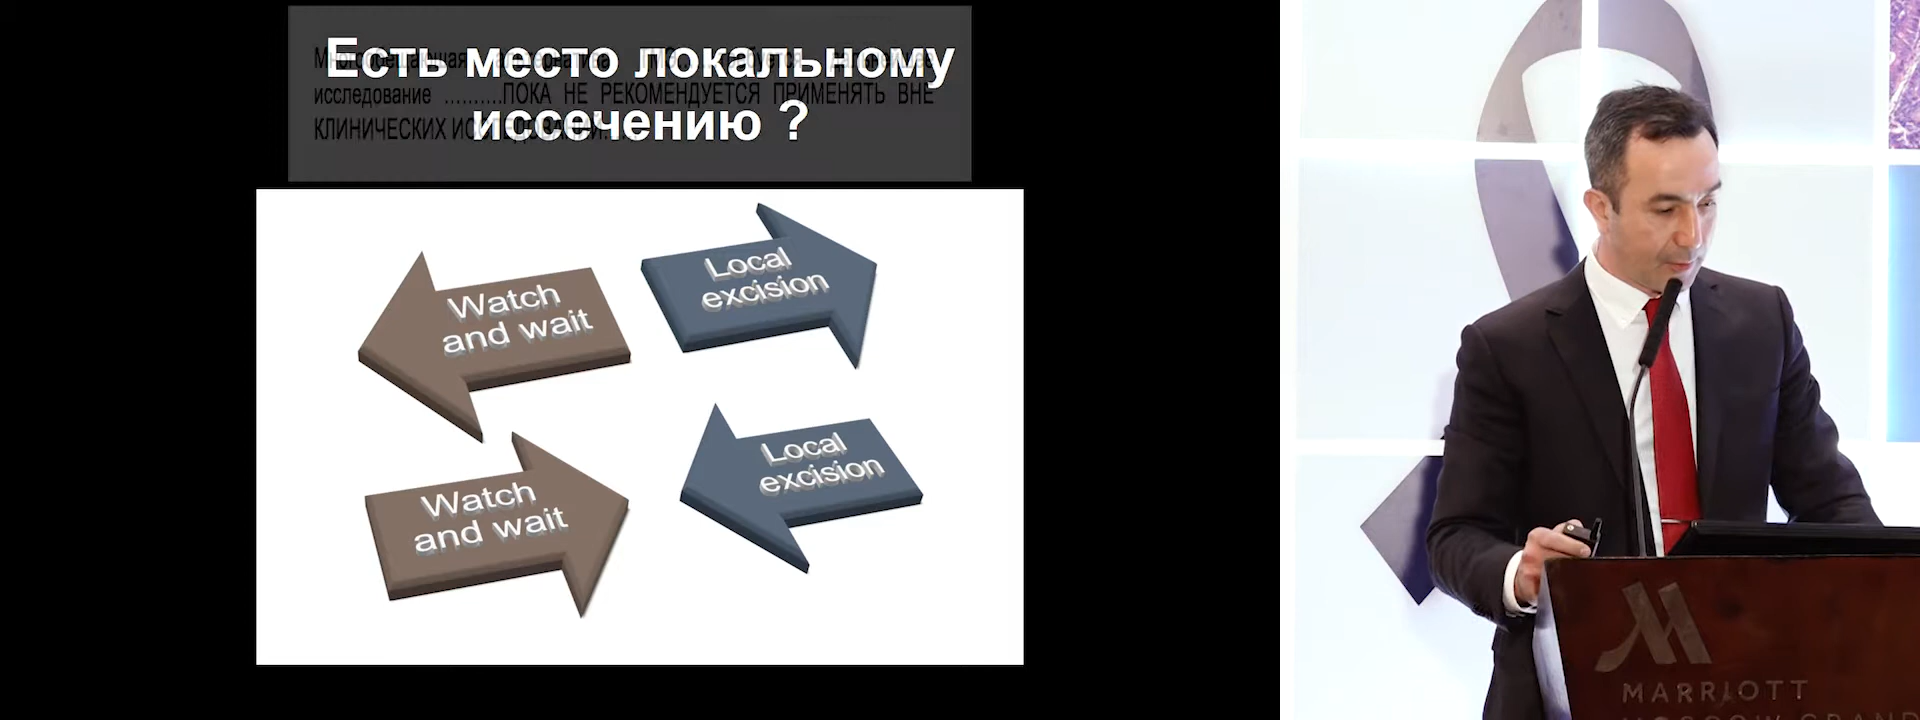 Есть место локальному
иссечению ?
исследование ..........ПОКА НЕ РЕКОМЕНДУЕТСЯ ПРИМЕНЯТЬ ВНЕ
КЛИНИЧЕСКИХ
Watch
and wait
Local
excision
Watch
and wait
Local
excision
MARRIOTT